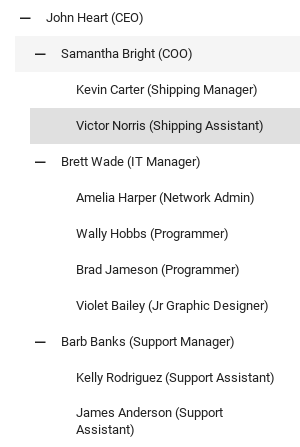 John Heart (CEO)
Samantha Bright (COO)
Kevin Carter (Shipping Manager)
Victor Norris (Shipping Assistant)
Brett Wade (IT Manager)
Amelia Harper (Network Admin)
Wally Hobbs (Programmer)
Brad Jameson (Programmer)
Violet Bailey (Jr Graphic Designer)
Barb Banks (Support Manager)
Kelly Rodriguez (Support Assistant)
James Anderson (Support
Assistant)